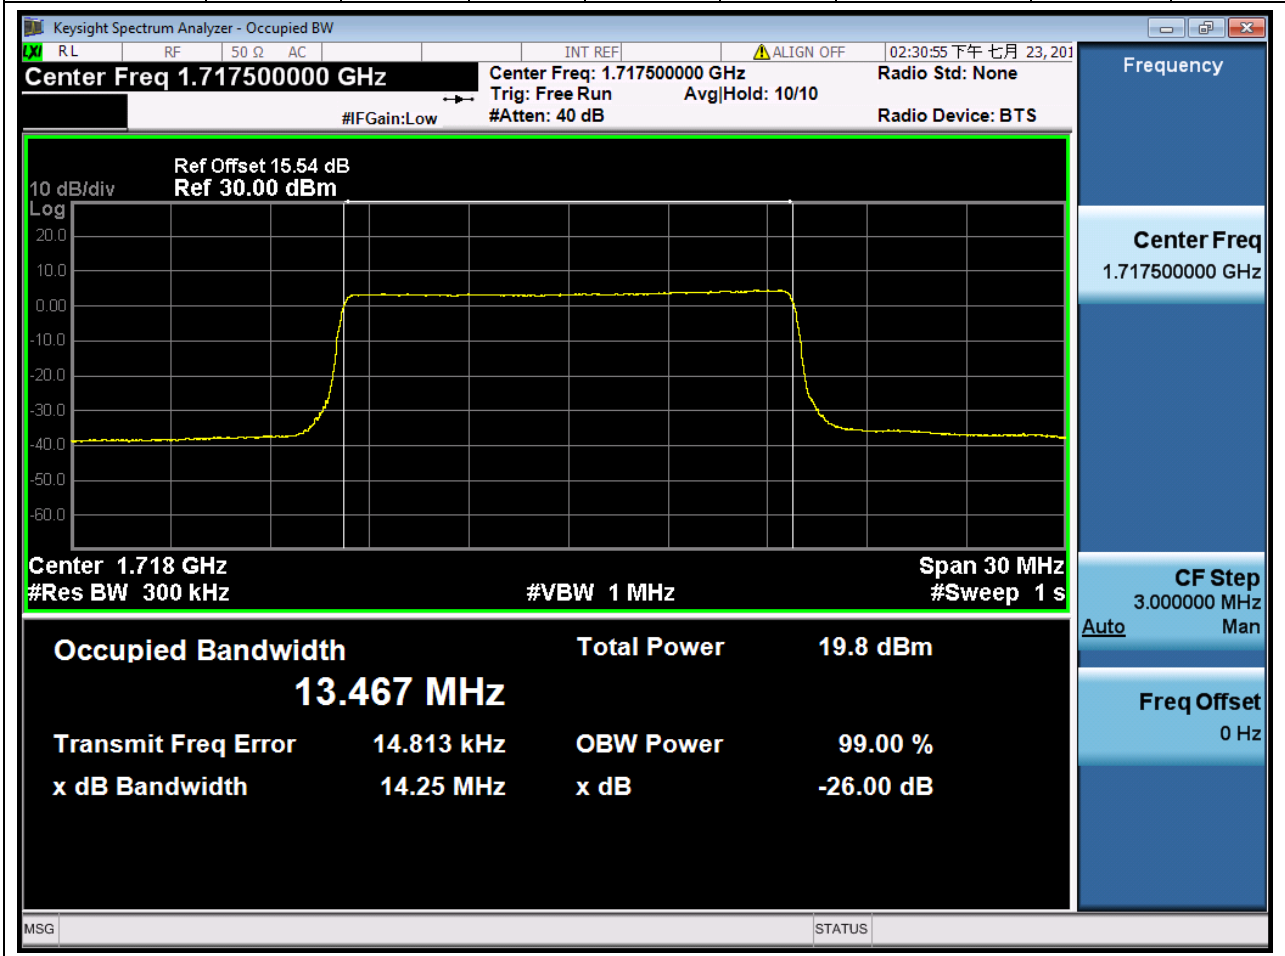 Keysight Spectrum Analyzer - Occupied BW
LXI RL RF 50 Ω AC INT REF ALIGN OFF 02:30:55 下午 七月 23, 201
Center Freq 1.717500000 GHz
Center Freq: 1.717500000 GHz Radio Std: None
Trig: Free Run Avg|Hold: 10/10
#IFGain:Low #Atten: 40 dB Radio Device: BTS
Frequency
Ref Offset 15.54 dB
10 dB/div Ref 30.00 dBm
Log
20.0
10.0
0.00
-10.0
-20.0
-30.0
-40.0
-50.0
-60.0
Center 1.718 GHz Span 30 MHz
#Res BW 300 kHz #VBW 1 MHz #Sweep 1 s
Occupied Bandwidth Total Power 19.8 dBm
13.467 MHz
Transmit Freq Error 14.813 kHz OBW Power 99.00 %
x dB Bandwidth 14.25 MHz x dB -26.00 dB
Center Freq
1.717500000 GHz
CF Step
3.000000 MHz
Auto Man
Freq Offset
0 Hz
MSG STATUS